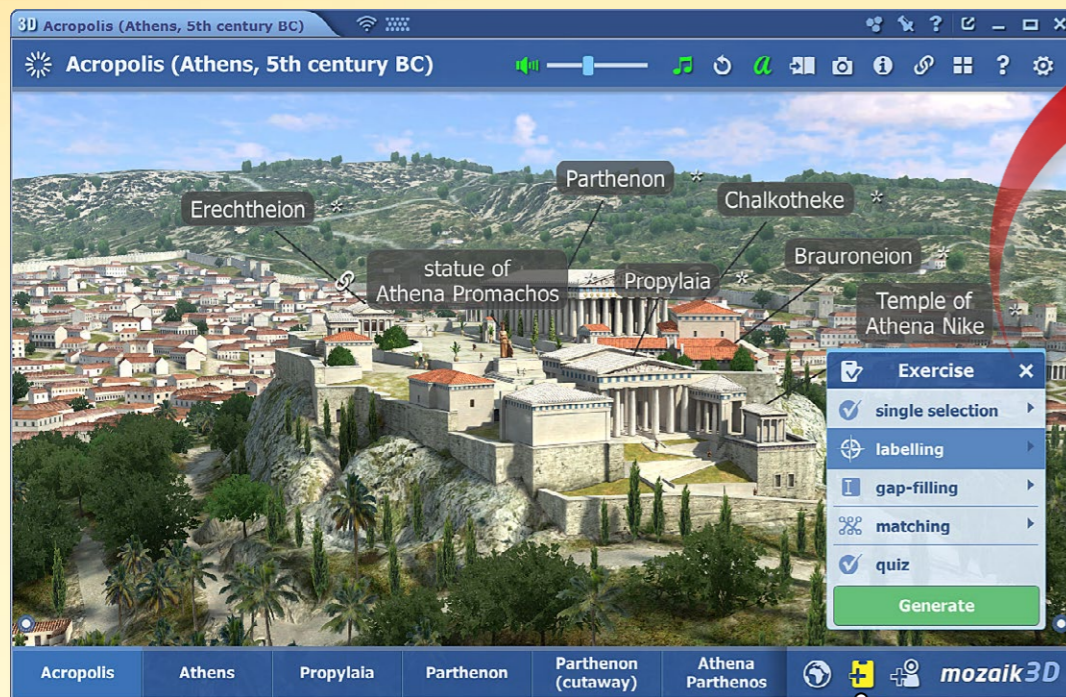 3D Acropolis (Athens, 5th century BC)
Acropolis (Athens, 5th century BC)
Parthenon
Chalkotheke
Erechtheion
Brauroneion
statue of
Athena Promachos
Propylaia
Temple of
Athena Nike
Exercise
single selection
labelling
gap-filling
matching
quiz
Generate
Acropolis
Athens
Propylaia
Parthenon
Parthenon
(cutaway)
Athena
Parthenos
mozaik3D